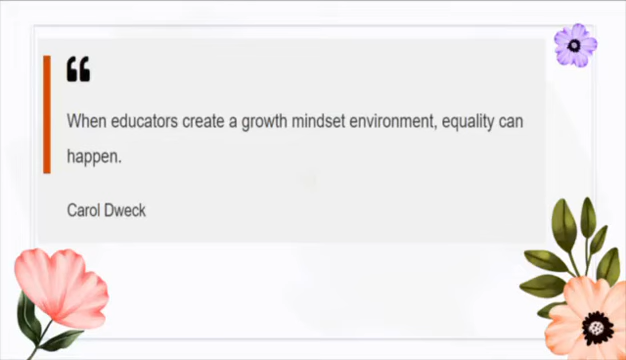 “
When educators create a growth mindset environment, equality can
happen.
Carol Dweck